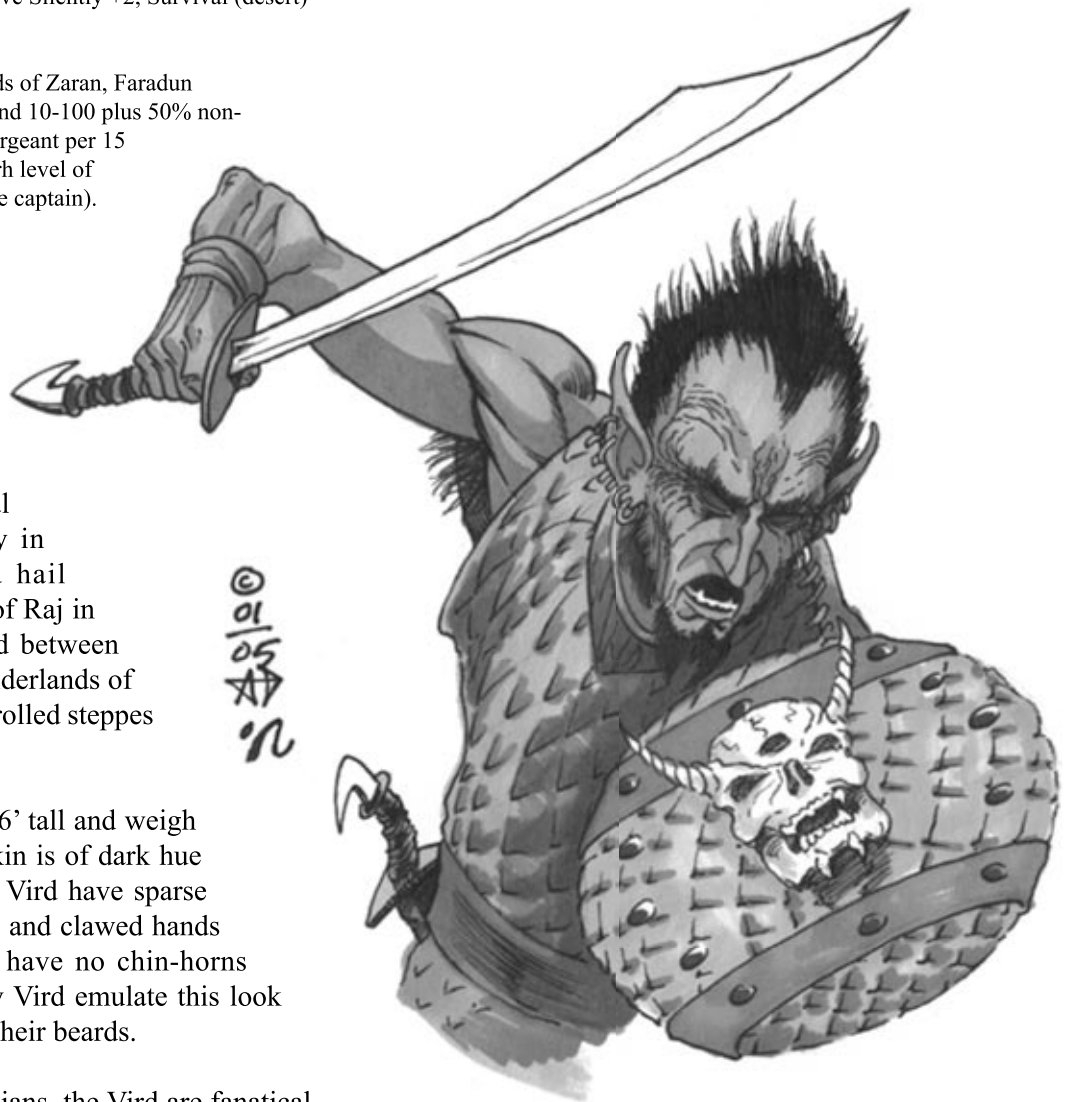 ve Silently +2, Survival (desert)
ds of Zaran, Faradun
nd 10-100 plus 50% non-
rgeant per 15
rh level of
e captain).
al
y in
hail
of Raj in
d between
derlands of
rolled steppes
6’ tall and weigh
kin is of dark hue
Vird have sparse
and clawed hands
have no chin-horns
y Vird emulate this look
heir beards.
ians, the Vird are fanatical
©
01
05